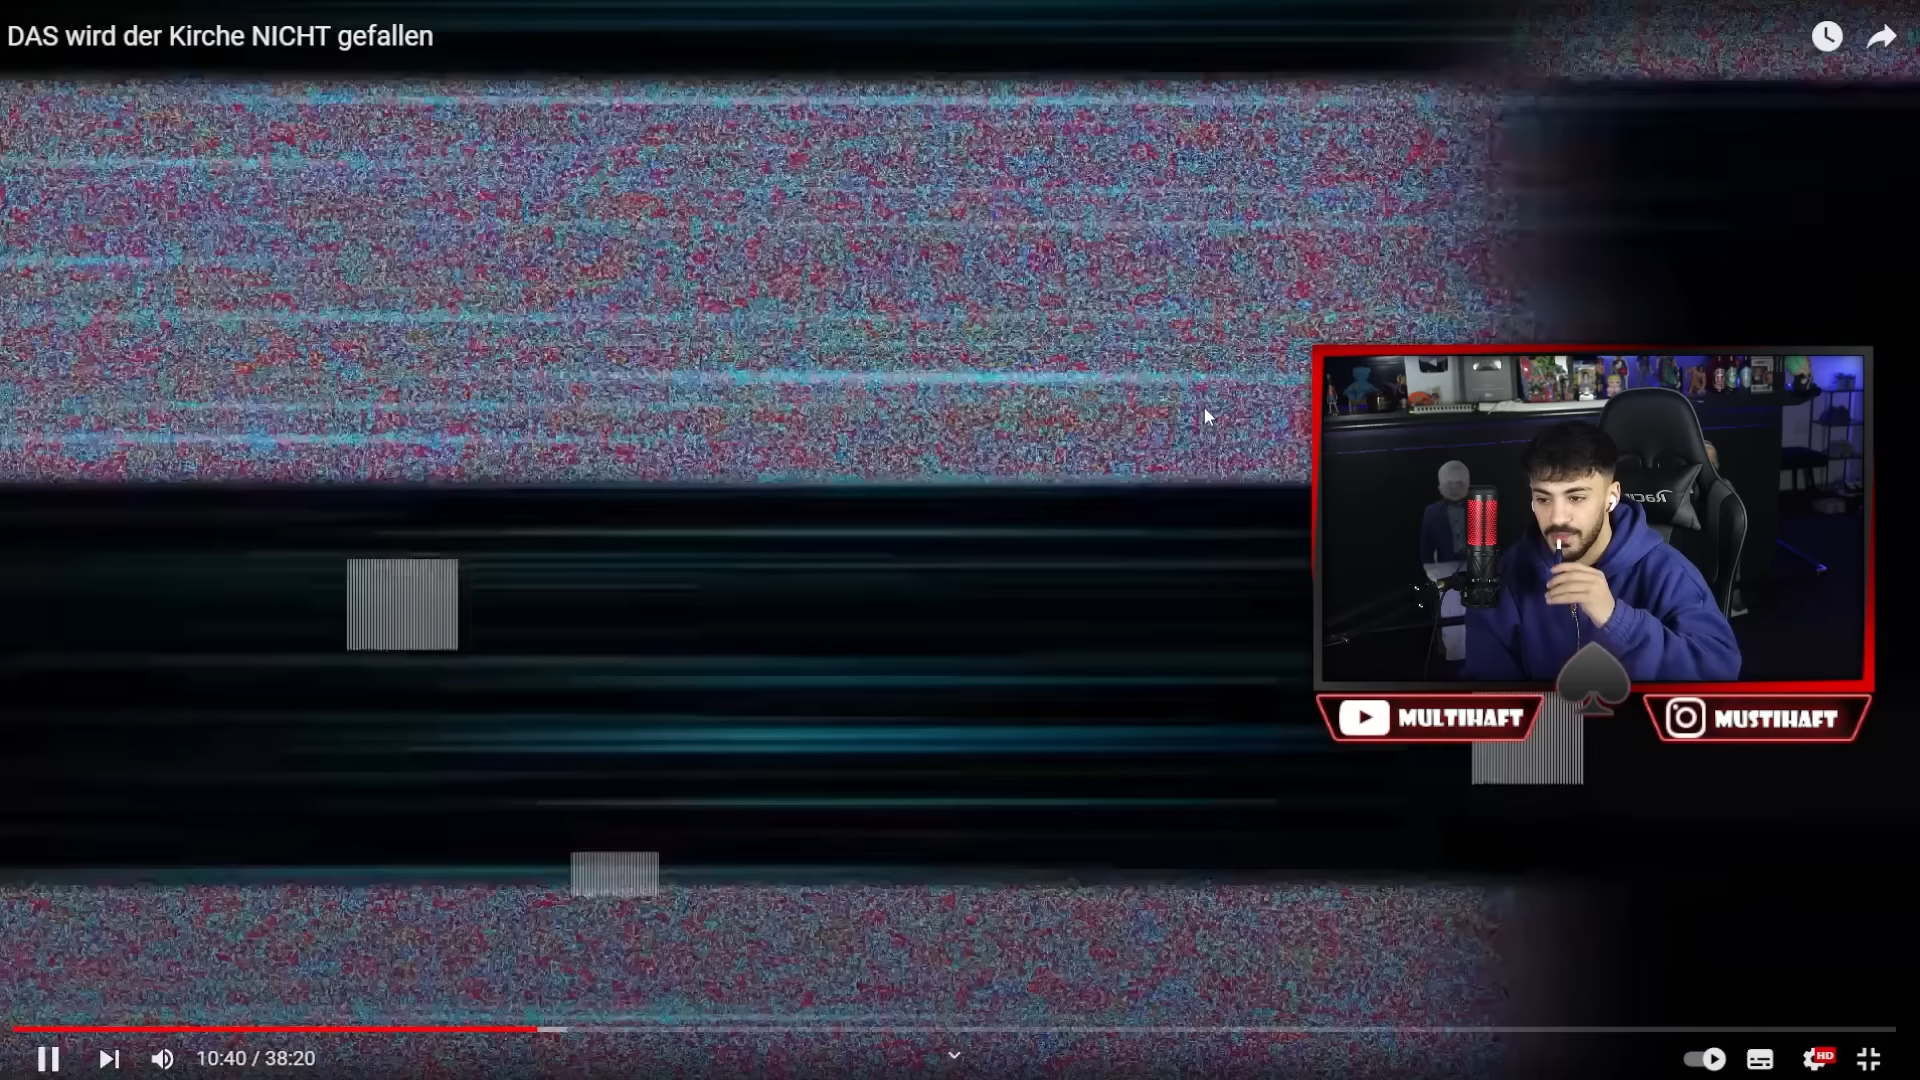 DAS wird der Kirche NICHT gefallen
MULTIHAFT
MUSTIHAFT
10:40 / 38:20
HD